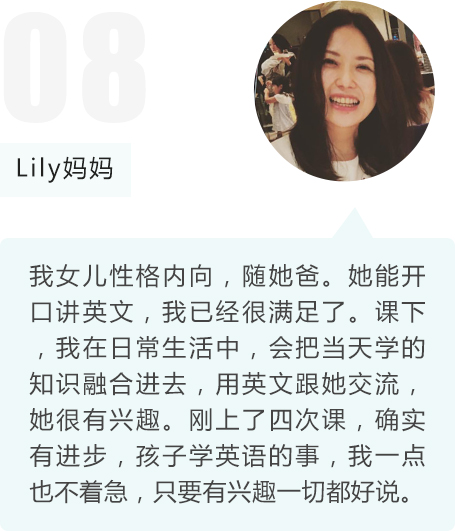 08
Lily妈妈
我女儿性格内向，随她爸。她能开
口讲英文，我已经很满足了。课下
，我在日常生活中，会把当天学的
知识融合进去，用英文跟她交流，
她很有兴趣。刚上了四次课，确实
有进步，孩子学英语的事，我一点
也不着急，只要有兴趣一切都好说。